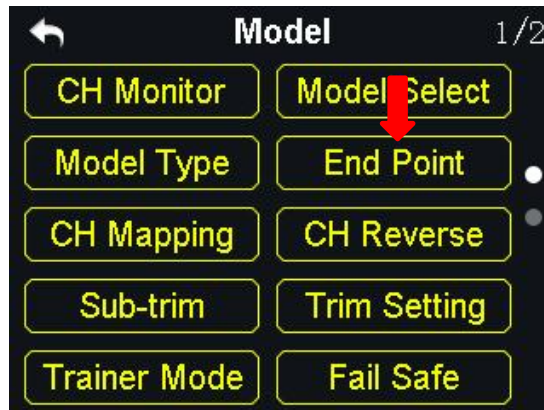 Model 1/2
CH Monitor Model Select
Model Type End Point
CH Mapping CH Reverse
Sub-trim Trim Setting
Trainer Mode Fail Safe